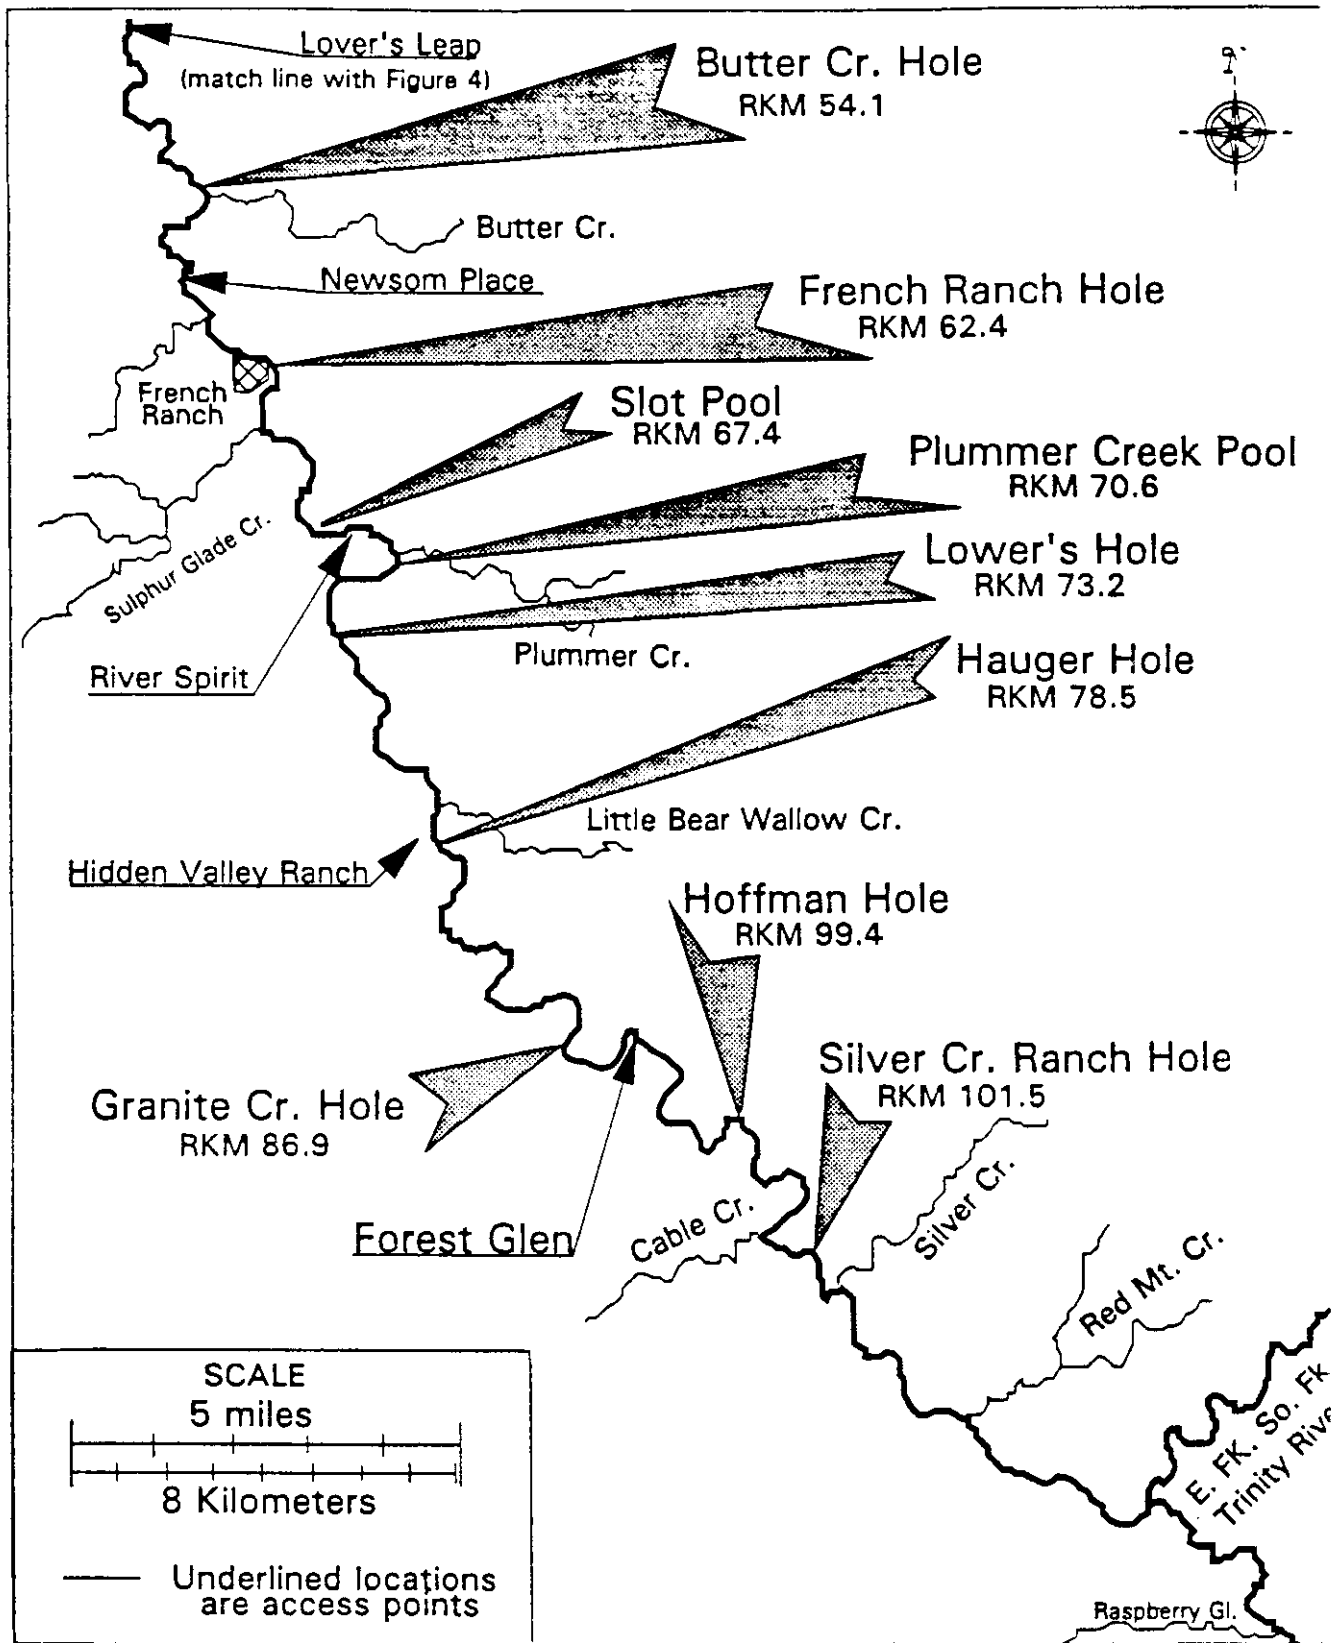 Lover's Leap
(match line with Figure 4)
Butter Cr. Hole
RKM 54.1
Butter Cr.
Newsom Place
French Ranch Hole
RKM 62.4
French
Ranch
Slot Pool
RKM 67.4
Plummer Creek Pool
RKM 70.6
Sulphur Glade Cr.
Lower's Hole
RKM 73.2
Plummer Cr.
River Spirit
Hauger Hole
RKM 78.5
Little Bear Wallow Cr.
Hidden Valley Ranch
Hoffman Hole
RKM 99.4
Silver Cr. Ranch Hole
RKM 101.5
Granite Cr. Hole
RKM 86.9
Forest Glen
Cable Cr.
Silver Cr.
Red Mt. Cr.
E. FK. So. Fk
Trinity Rive
SCALE
5 miles
8 Kilometers
Underlined locations
are access points
Raspberry Gl.